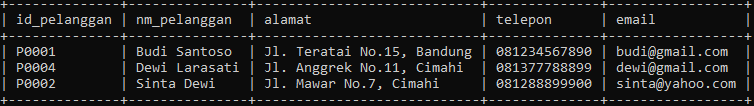 id_pelanggan | nm_pelanggan | alamat | telepon | email
P0001 | Budi Santoso | Jl. Teratai No.15, Bandung | 081234567890 | budi@gmail.com
P0004 | Dewi Larasati | Jl. Anggrek No.11, Cimahi | 081377788899 | dewi@gmail.com
P0002 | Sinta Dewi | Jl. Mawar No.7, Cimahi | 081288899900 | sinta@yahoo.com